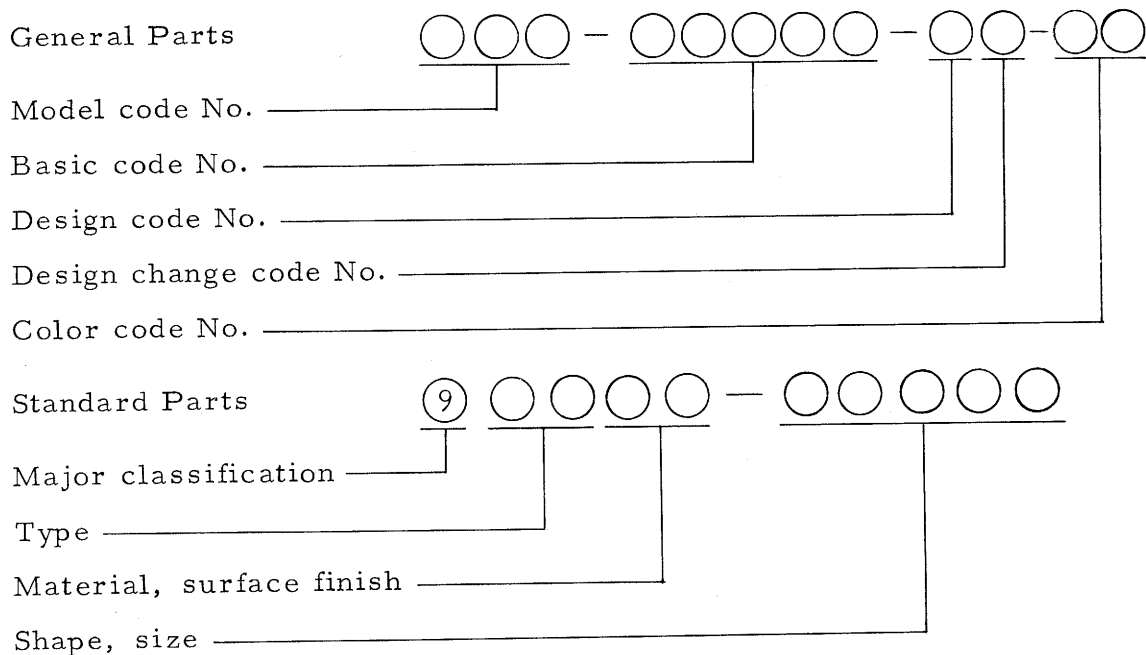 General Parts
Model code No.
Basic code No.
Design code No.
Design change code No.
Color code No.
Standard Parts 9
Major classification
Type
Material, surface finish
Shape, size